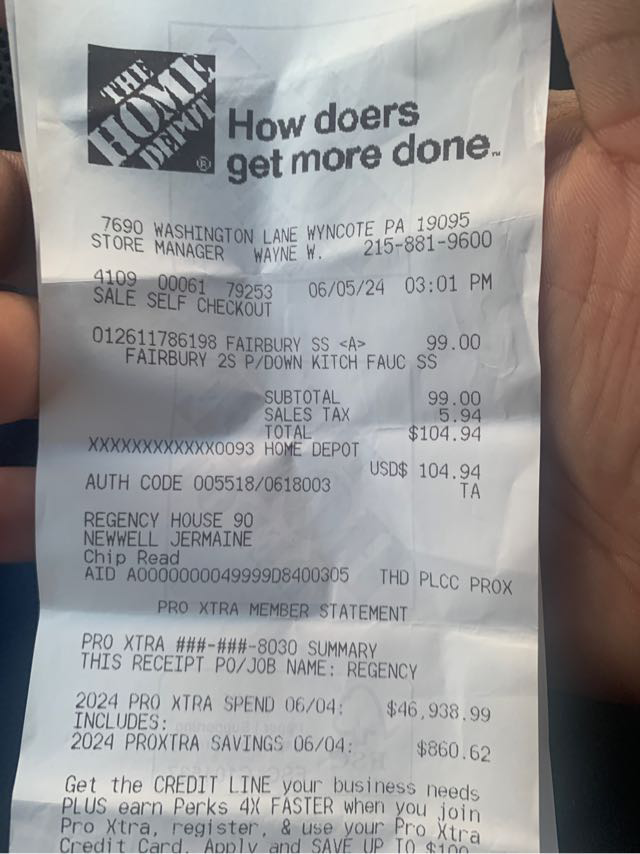 THE
HOME
DEPOT
®
How doers
get more done™
7690 WASHINGTON LANE WYNCOTE PA 19095
STORE MANAGER WAYNE W. 215-881-9600
4109 00061 79253 06/05/24 03:01 PM
SALE SELF CHECKOUT
012611786198 FAIRBURY SS <A> 99.00
FAIRBURY 2S P/DOWN KITCH FAUC SS
SUBTOTAL 99.00
SALES TAX 5.94
TOTAL $104.94
XXXXXXXXXXXX0093 HOME DEPOT
USD$ 104.94
AUTH CODE 005518/0618003 TA
REGENCY HOUSE 90
NEWWELL JERMAINE
Chip Read
AID A0000000049999D8400305 THD PLCC PROX
PRO XTRA MEMBER STATEMENT
PRO XTRA ###-###-8030 SUMMARY
THIS RECEIPT PO/JOB NAME: REGENCY
2024 PRO XTRA SPEND 06/04: $46,938.99
INCLUDES:
2024 PROXTRA SAVINGS 06/04: $860.62
Get the CREDIT LINE your business needs
PLUS earn Perks 4X FASTER when you join
Pro Xtra, register, & use your Pro Xtra
Credit Card. Apply and SAVE UP TO $100